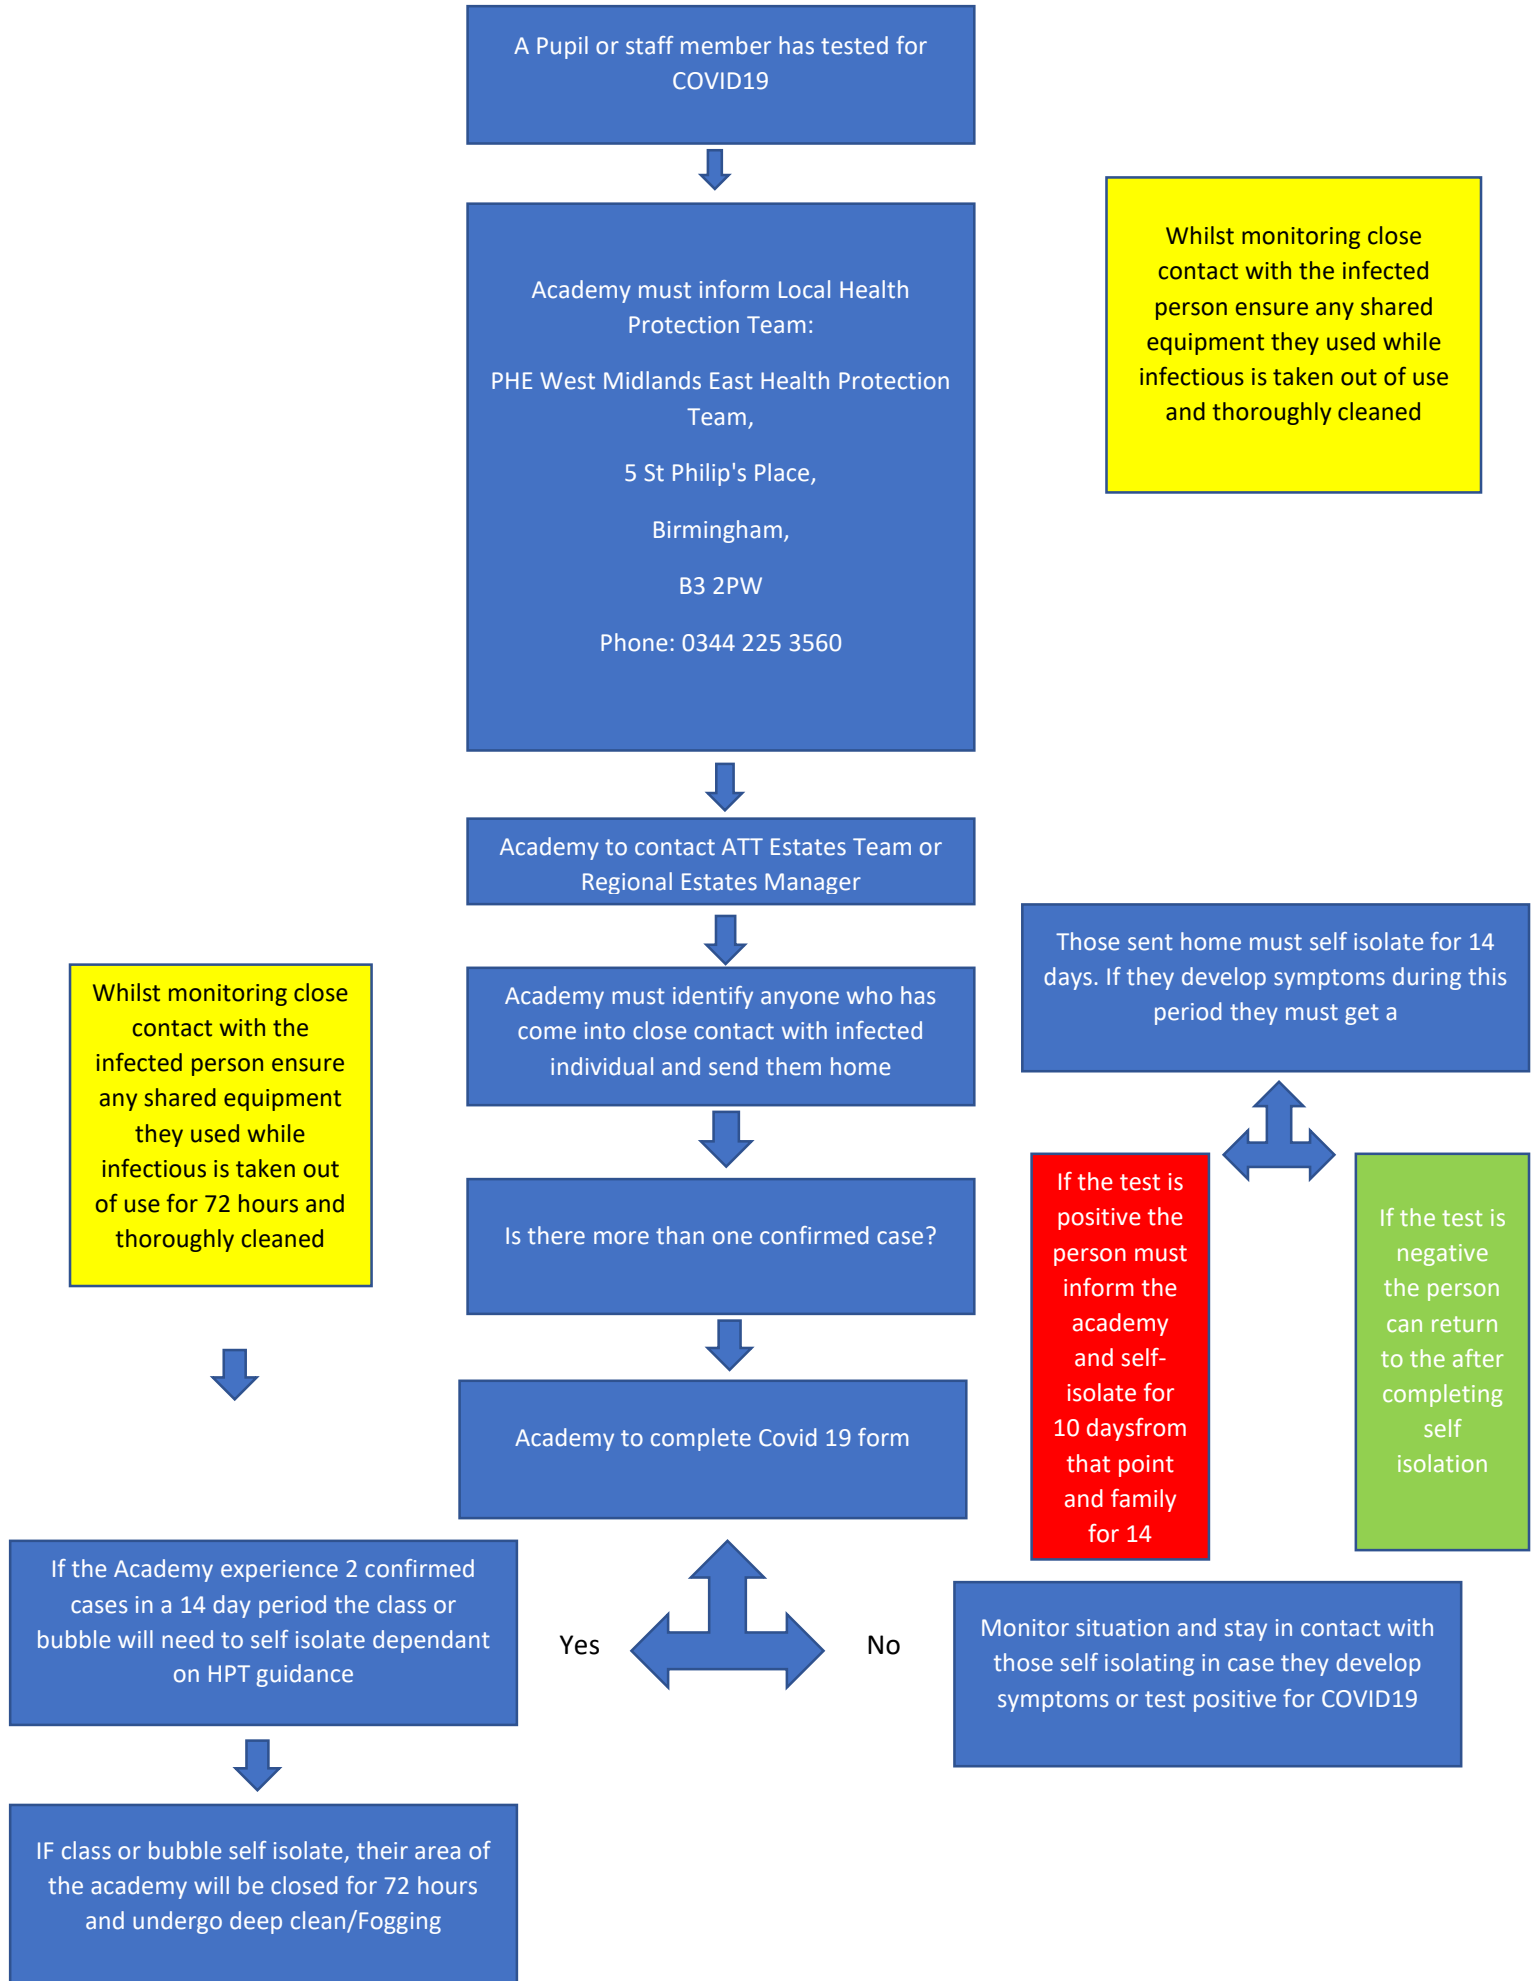 A Pupil or staff member has tested for
COVID19
Whilst monitoring close
contact with the infected
person ensure any shared
equipment they used while
infectious is taken out of use
and thoroughly cleaned
Academy must inform Local Health
Protection Team:
PHE West Midlands East Health Protection
Team,
5 St Philip's Place,
Birmingham,
B3 2PW
Phone: 0344 225 3560
Academy to contact ATT Estates Team or
Regional Estates Manager
Those sent home must self isolate for 14
days. If they develop symptoms during this
period they must get a
Whilst monitoring close
contact with the
infected person ensure
any shared equipment
they used while
infectious is taken out
of use for 72 hours and
thoroughly cleaned
Academy must identify anyone who has
come into close contact with infected
individual and send them home
If the test is
positive the
person must
inform the
academy
and self-
isolate for
10 daysfrom
that point
and family
for 14
If the test is
negative
the person
can return
to the after
completing
self
isolation
Is there more than one confirmed case?
Academy to complete Covid 19 form
If the Academy experience 2 confirmed
cases in a 14 day period the class or
bubble will need to self isolate dependant
on HPT guidance
Yes
No
Monitor situation and stay in contact with
those self isolating in case they develop
symptoms or test positive for COVID19
IF class or bubble self isolate, their area of
the academy will be closed for 72 hours
and undergo deep clean/Fogging